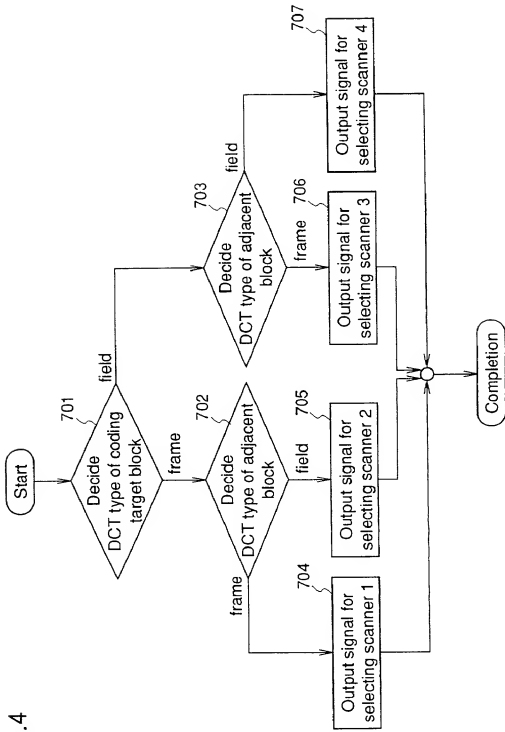 .4
Start
701
Decide
DCT type of coding
target block
field
frame
702
Decide
DCT type of adjacent
block
frame
field
703
Decide
DCT type of adjacent
block
field
frame
704
Output signal for
selecting scanner 1
705
Output signal for
selecting scanner 2
706
Output signal for
selecting scanner 3
707
Output signal for
selecting scanner 4
Completion